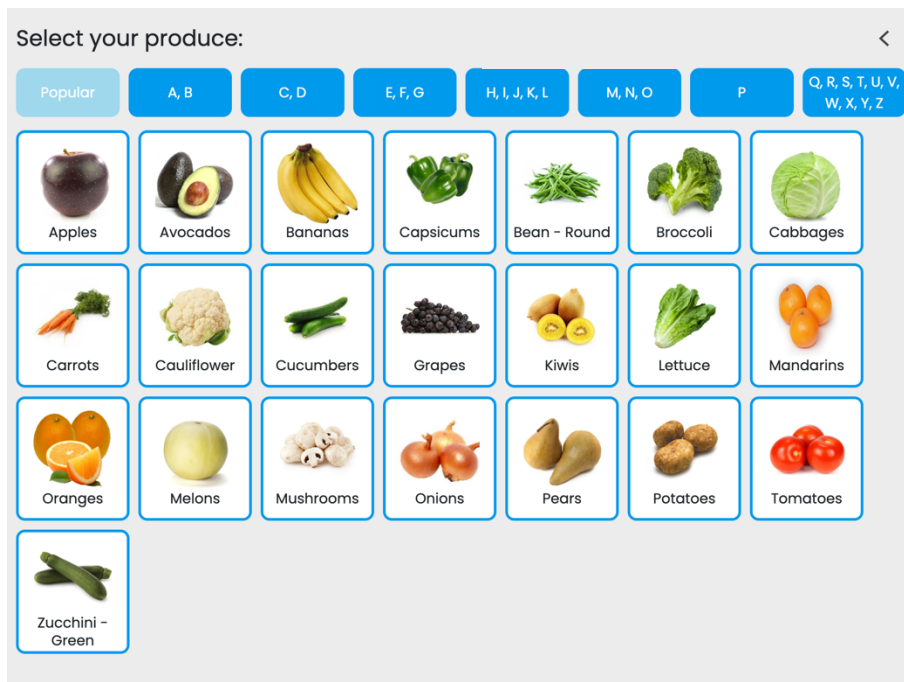 Select your produce:
Popular
A, B
C, D
E, F, G
H, I, J, K, L
M, N, O
P
Q, R, S, T, U, V,
W, X, Y, Z
Apples
Avocados
Bananas
Capsicums
Bean - Round
Broccoli
Cabbages
Carrots
Cauliflower
Cucumbers
Grapes
Kiwis
Lettuce
Mandarins
Oranges
Melons
Mushrooms
Onions
Pears
Potatoes
Tomatoes
Zucchini -
Green